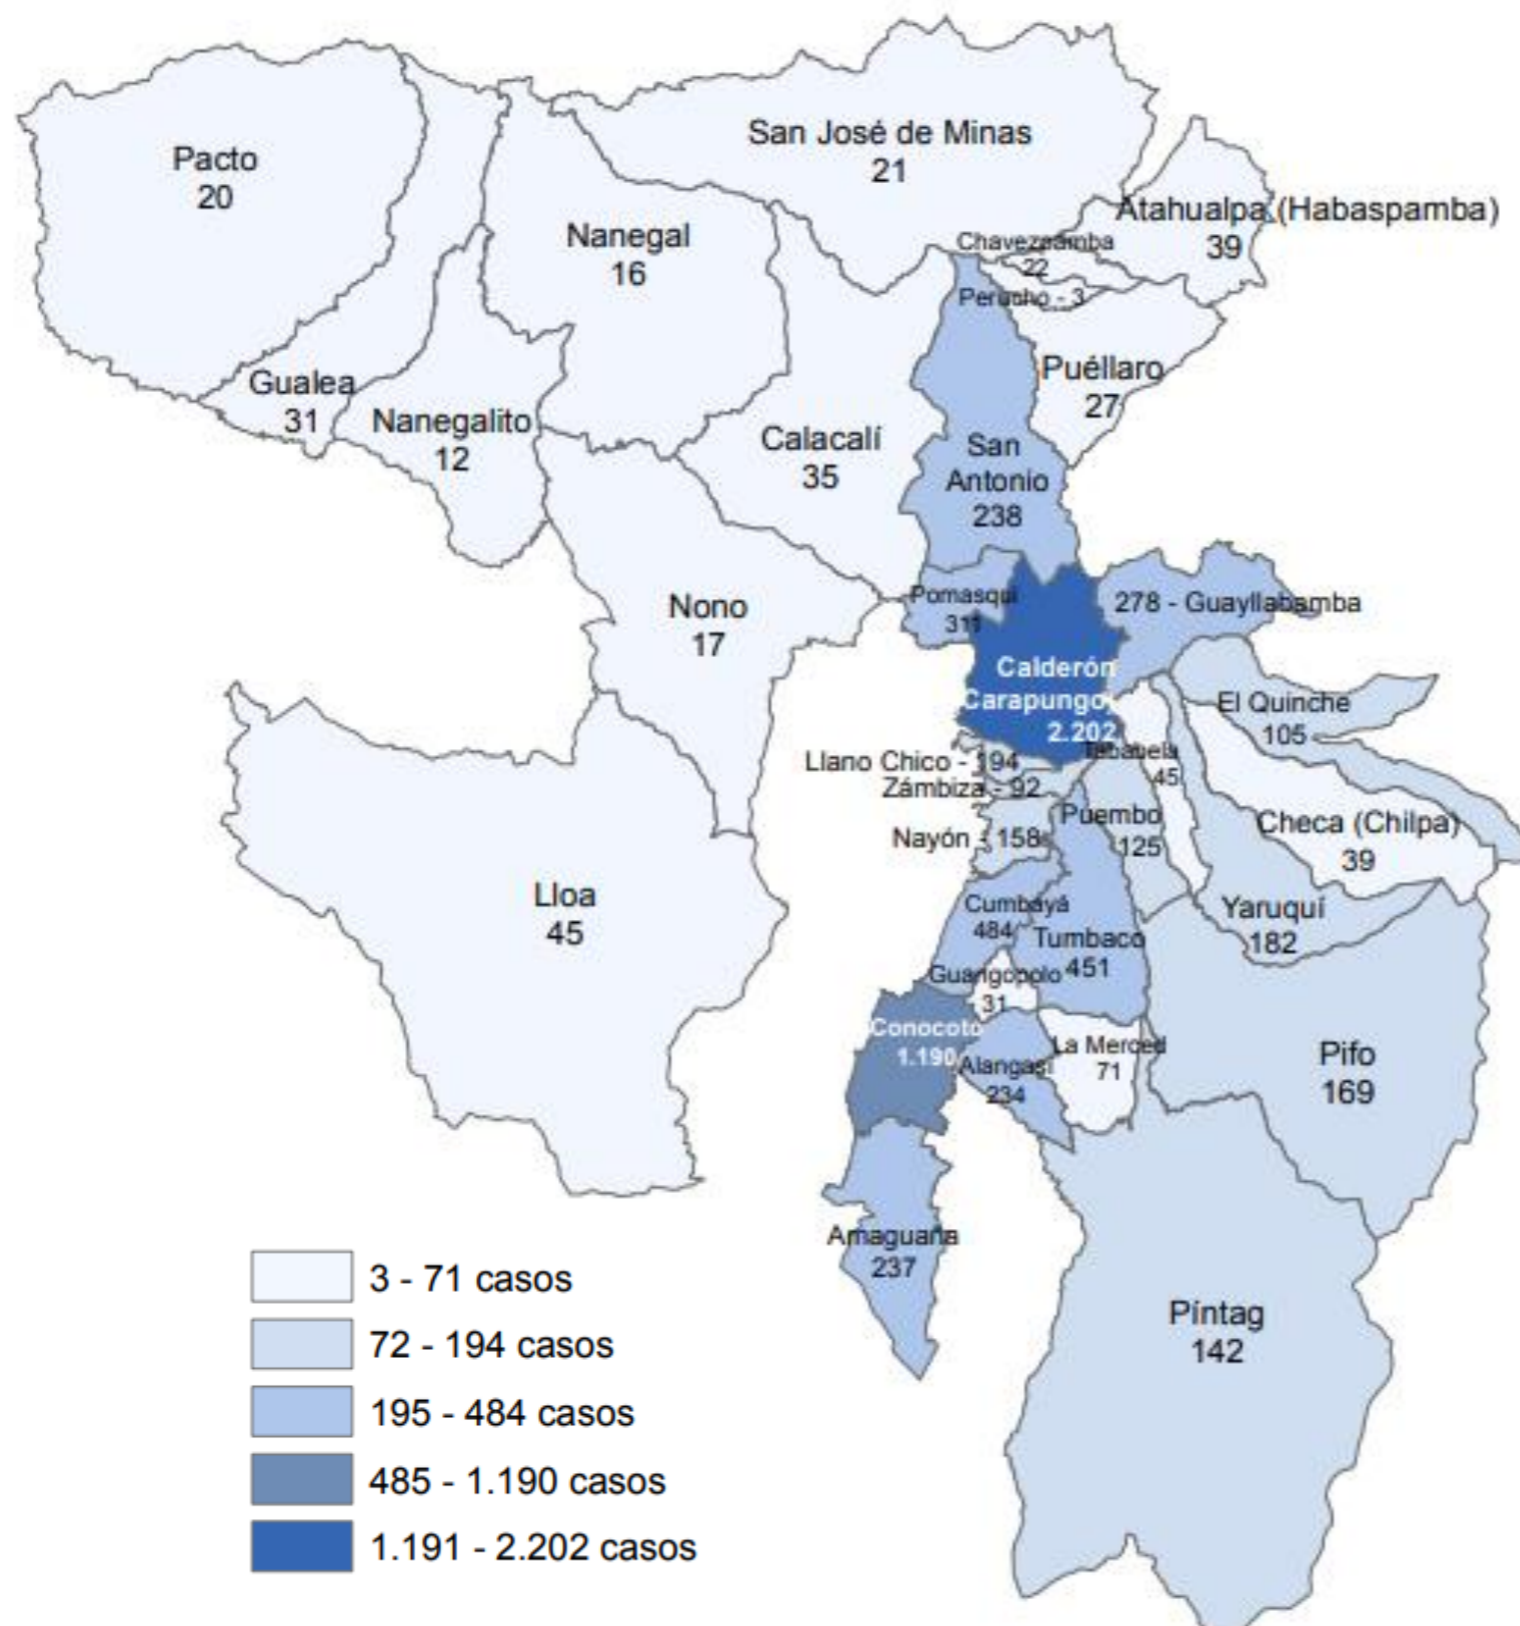 Pacto
20
San José de Minas
21
Atahualpa (Habaspamba)
39
Nanegal
16
Chavezpamba
22
Perucho - 3
Puéllaro
27
Gualea
31
Nanegalito
12
Calacalí
35
San
Antonio
238
Pomasqui
311
278 - Guayllabamba
Nono
17
Calderón
Carapungo
2.202
El Quinche
105
Llano Chico - 194
Tababela
45
Zámbiza - 92
Puembo
125
Nayón - 158
Checa (Chilpa)
39
Lloa
45
Cumbayá
484
Yaruquí
182
Tumbaco
451
Guangopolo
31
Conocoto
1.190
La Merced
71
Alangasí
234
Pifo
169
Amaguaña
237
Píntag
142
3 - 71 casos
72 - 194 casos
195 - 484 casos
485 - 1.190 casos
1.191 - 2.202 casos